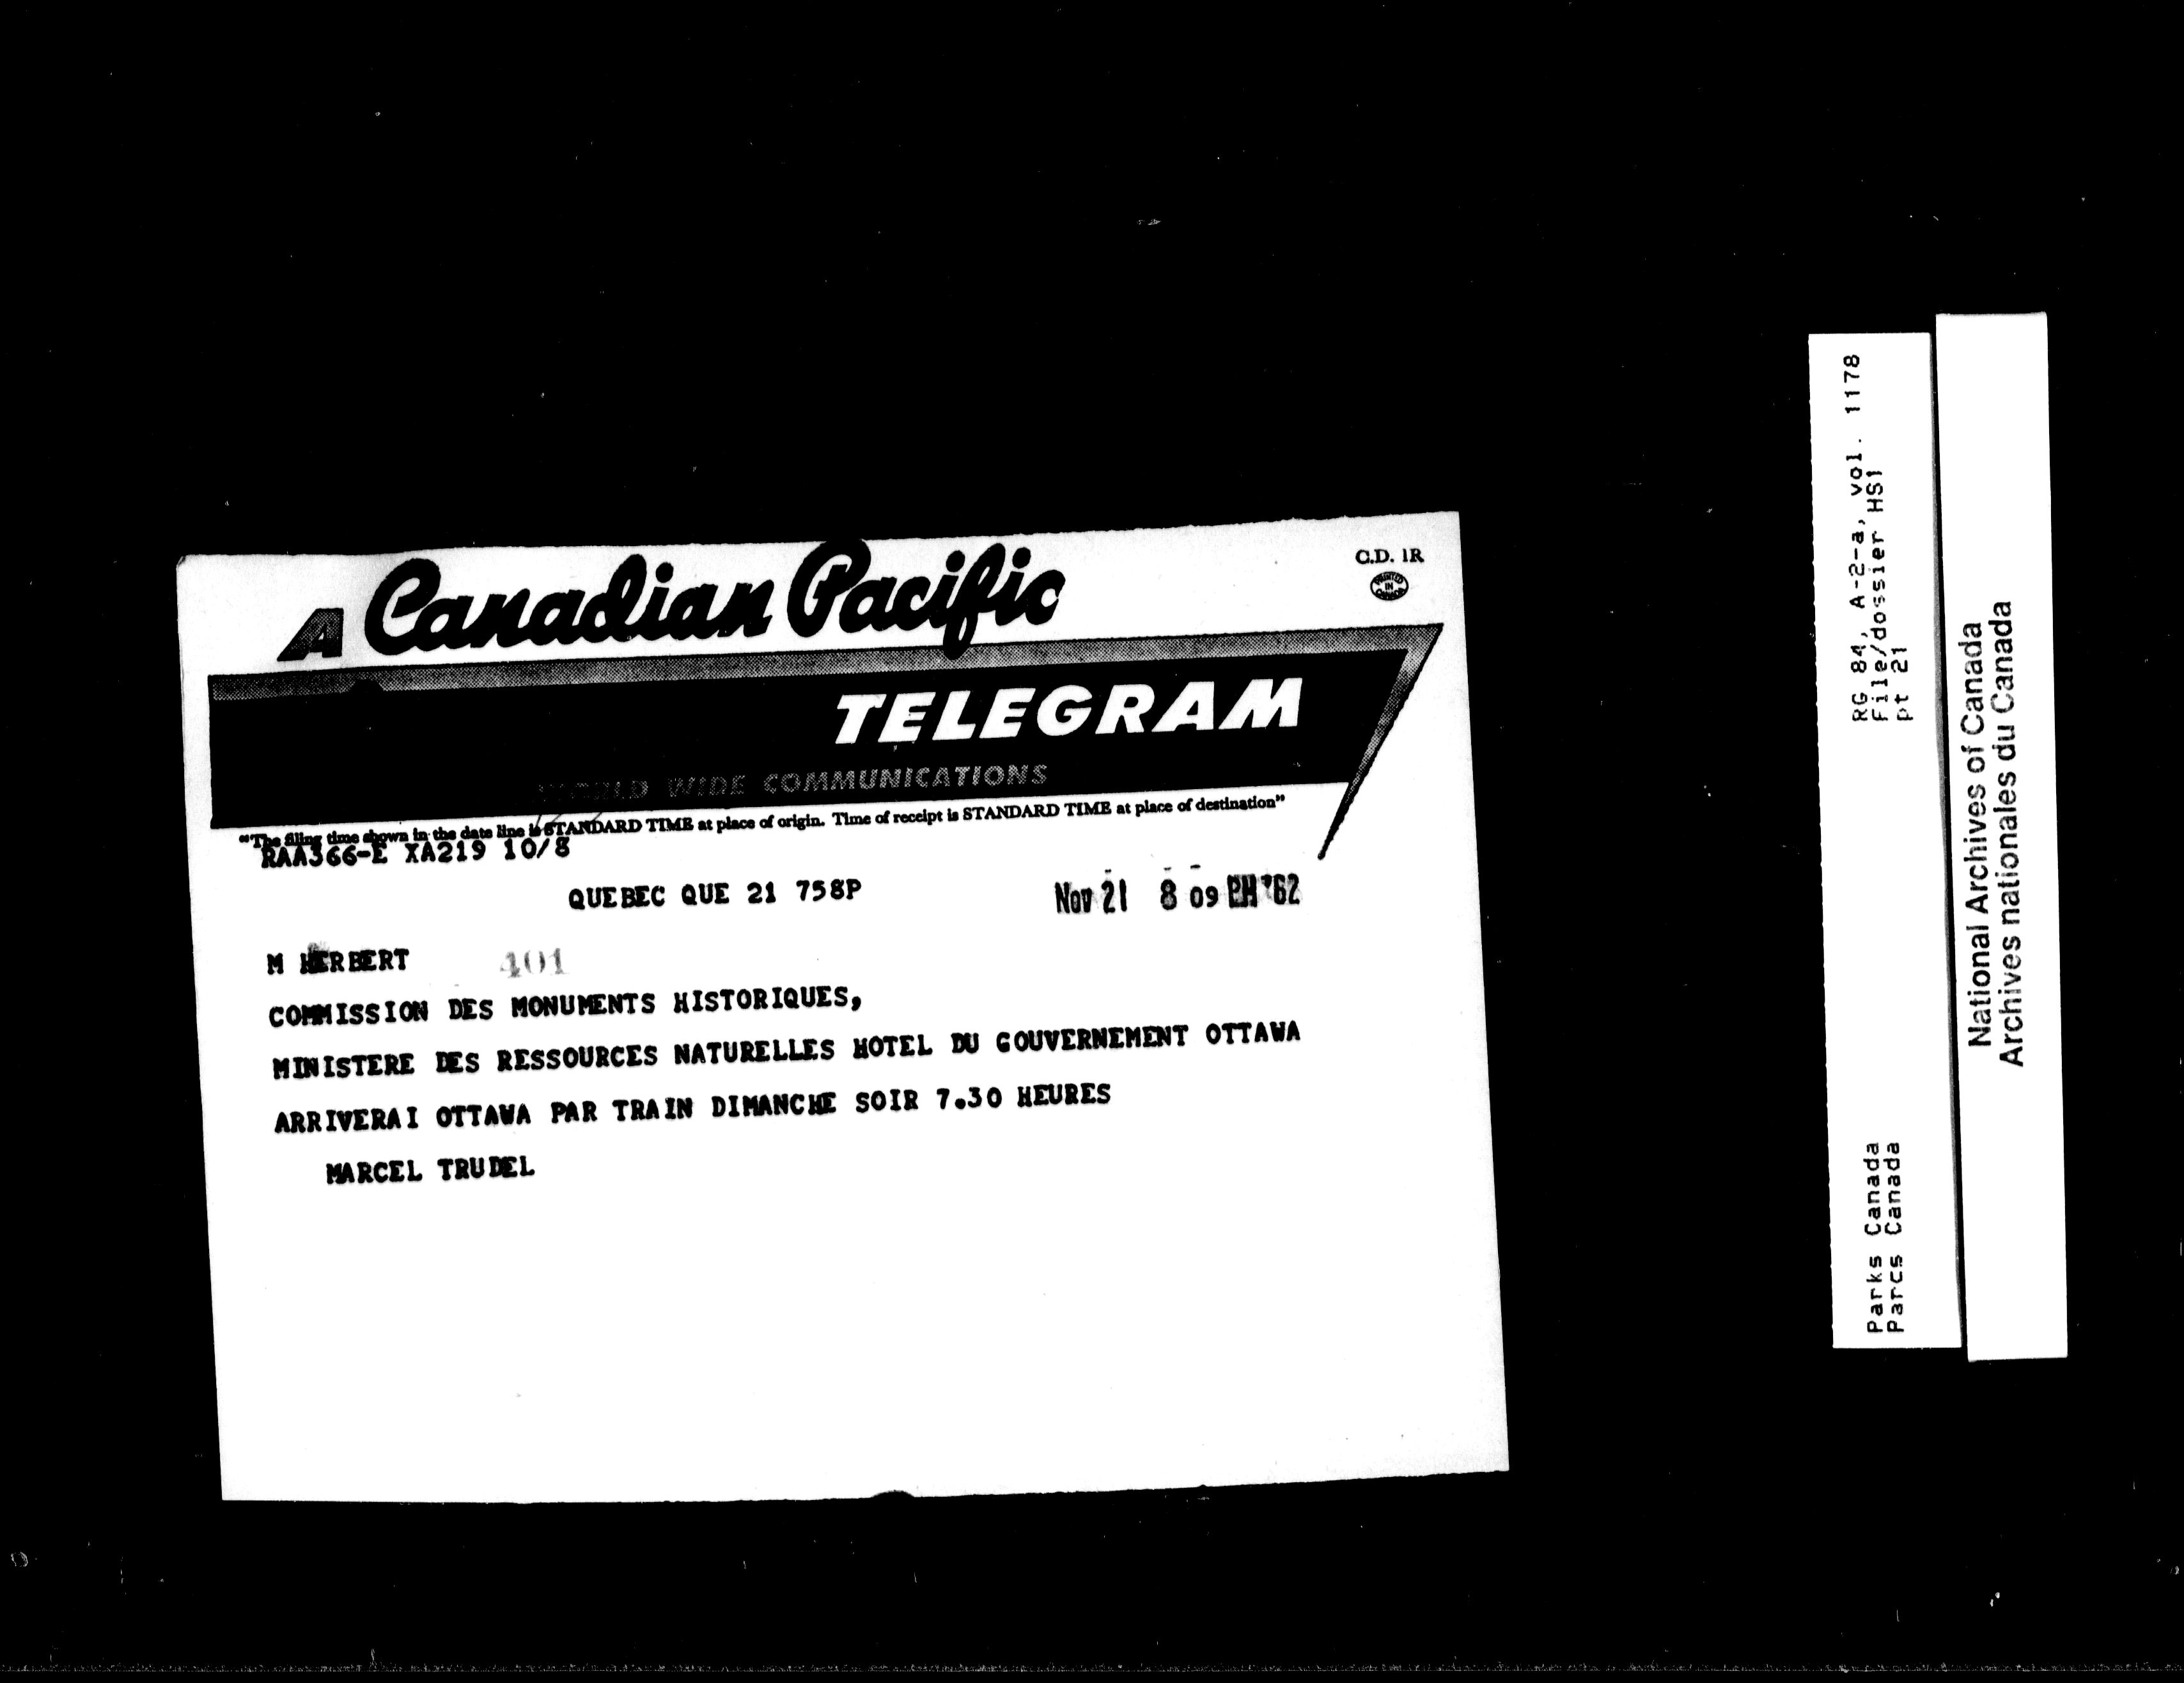 A Canadian Pacific
C.D. 1R
PRINTED IN CANADA
TELEGRAM
WORLD WIDE COMMUNICATIONS
"The filing time shown in the date line is STANDARD TIME at place of origin. Time of receipt is STANDARD TIME at place of destination"
RAA366-E XA219 10/8
QUEBEC QUE 21 758P
Nov 21 8 09 PM '62
M HERBERT 401
COMMISSION DES MONUMENTS HISTORIQUES,
MINISTERE DES RESSOURCES NATURELLES HOTEL DU GOUVERNEMENT OTTAWA
ARRIVERAI OTTAWA PAR TRAIN DIMANCHE SOIR 7.30 HEURES
MARCEL TRUDEL
Parks Canada
Parcs Canada
RG 84, A-2-a, vol. 1178
File/dossier HS1
pt 21
National Archives of Canada
Archives nationales du Canada